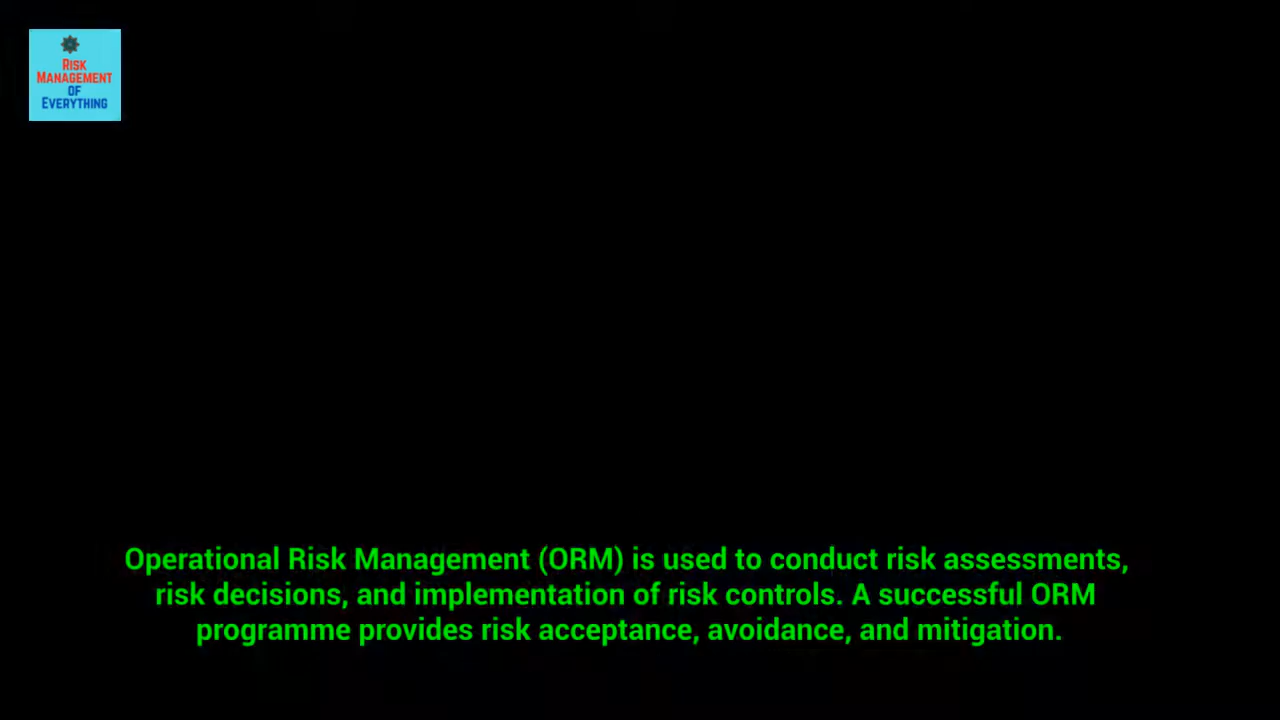 Risk
Management
of
Everything
Operational Risk Management (ORM) is used to conduct risk assessments,
risk decisions, and implementation of risk controls. A successful ORM
programme provides risk acceptance, avoidance, and mitigation.